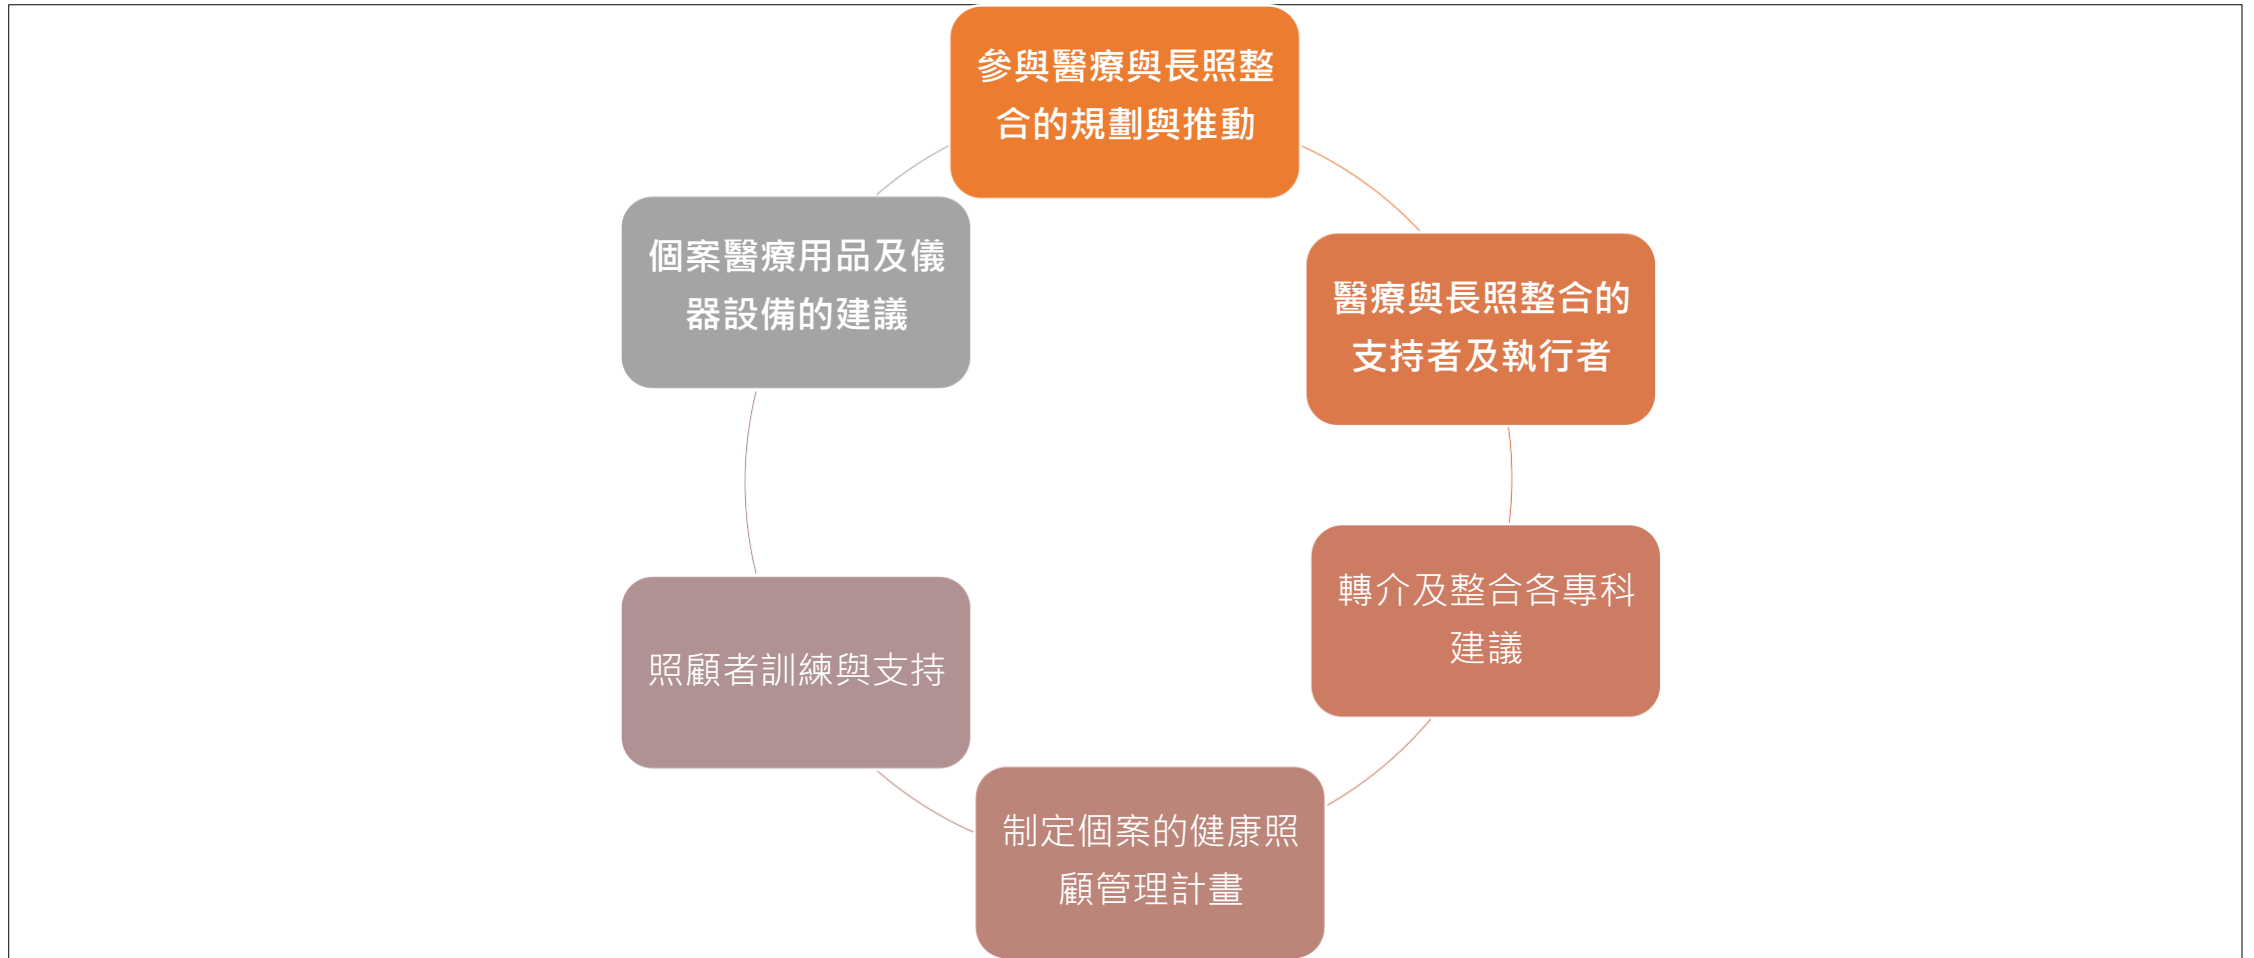 參與醫療與長照整
合的規劃與推動
醫療與長照整合的
支持者及執行者
轉介及整合各專科
建議
制定個案的健康照
顧管理計畫
照顧者訓練與支持
個案醫療用品及儀
器設備的建議